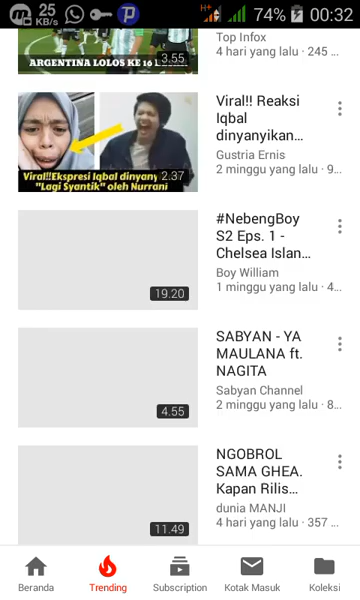 25
KB/s
H+
74%
00:32
ARGENTINA LOLOS KE 16
3.55
Top Infox
4 hari yang lalu · 245 ...
Viral!! Reaksi
Iqbal
dinyanyikan...
Gustria Ernis
2 minggu yang lalu · 9...
Viral!!Ekspresi Iqbal dinyany
"Lagi Syantik" oleh Nurrani
2.37
#NebengBoy
S2 Eps. 1 -
Chelsea Islan...
Boy William
1 minggu yang lalu · 4...
19.20
SABYAN - YA
MAULANA ft.
NAGITA
Sabyan Channel
2 minggu yang lalu · 8...
4.55
NGOBROL
SAMA GHEA.
Kapan Rilis...
dunia MANJI
4 hari yang lalu · 357 ...
11.49
Beranda
Trending
Subscription
Kotak Masuk
Koleksi